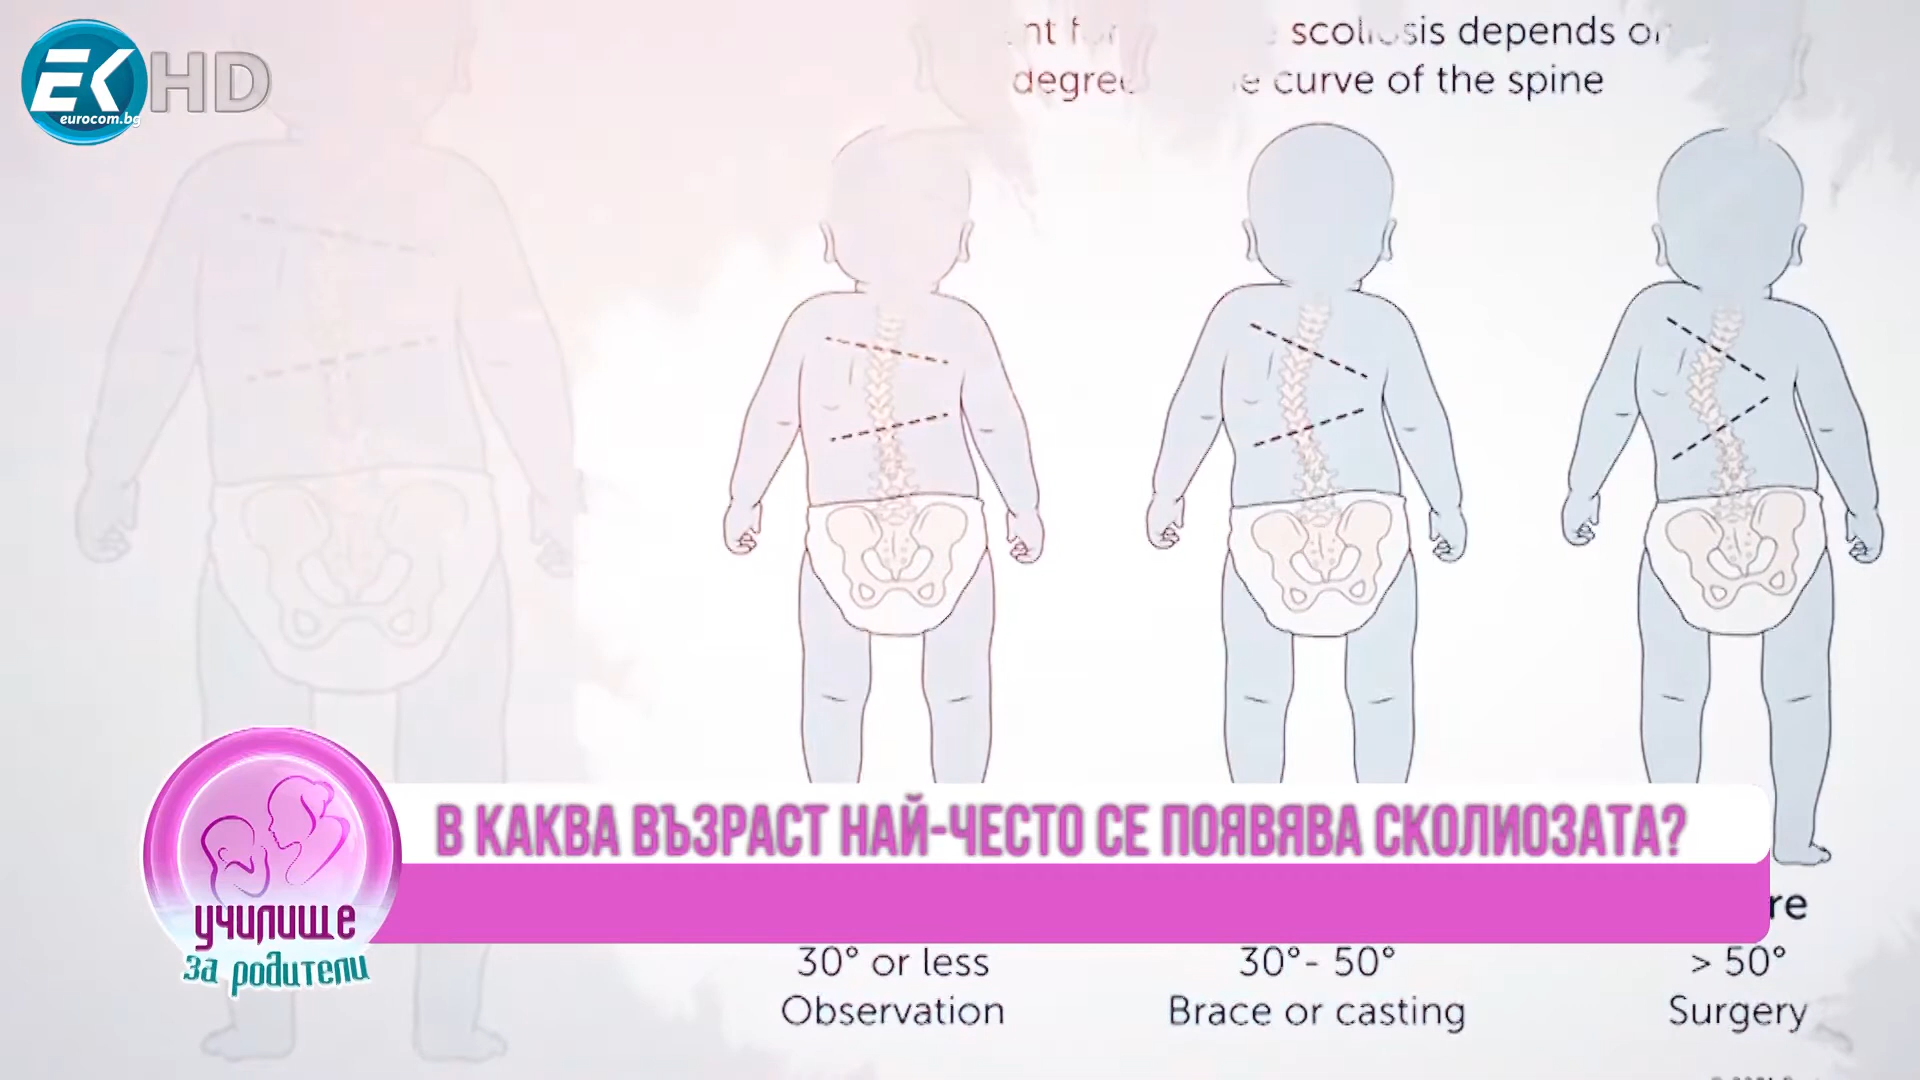 EK HD
eurocom.bg
scoliosis depends
curve of the spine
В КАКВА ВЪЗРАСТ НАЙ-ЧЕСТО СЕ ПОЯВЯВА СКОЛИОЗАТА?
училище
за родители
30° or less
Observation
30°- 50°
Brace or casting
> 50°
Surgery